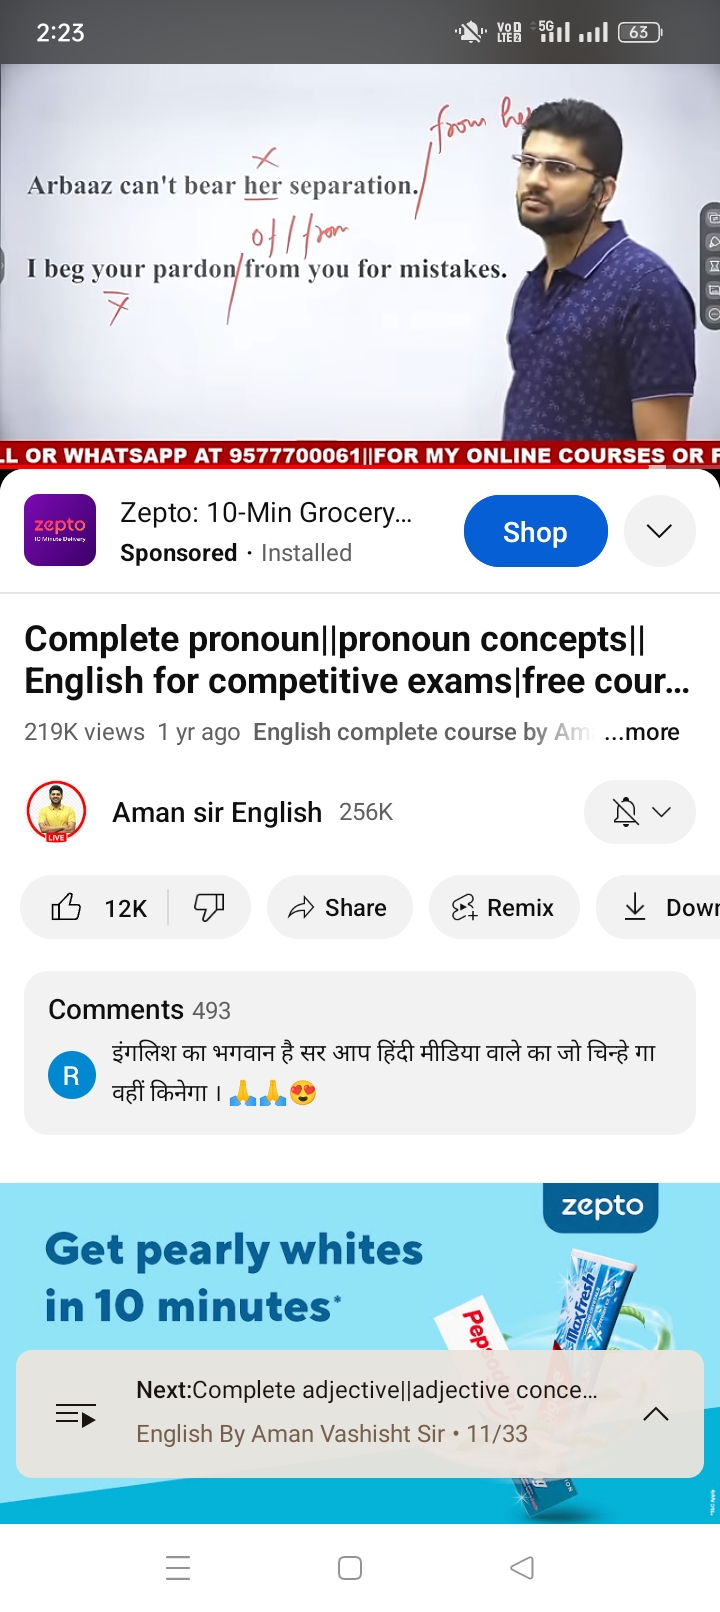 2:23
VoD LTE2 5G 63
from her
x
Arbaaz can't bear her separation.
of/from
I beg your pardon from you for mistakes.
x
LL OR WHATSAPP AT 9577700061||FOR MY ONLINE COURSES OR F
zepto
10 Minute Delivery
Zepto: 10-Min Grocery...
Sponsored · Installed
Shop
Complete pronoun||pronoun concepts||
English for competitive exams|free cour...
219K views 1 yr ago English complete course by Am ...more
LIVE
Aman sir English 256K
12K Share Remix Down
Comments 493
R
इंगलिश का भगवान है सर आप हिंदी मीडिया वाले का जो चिन्हे गा
वहीं किनेगा । 🙏🙏😍
zepto
Get pearly whites
in 10 minutes*
MaxFresh
Pepsodent
Next:Complete adjective||adjective conce...
English By Aman Vashisht Sir • 11/33